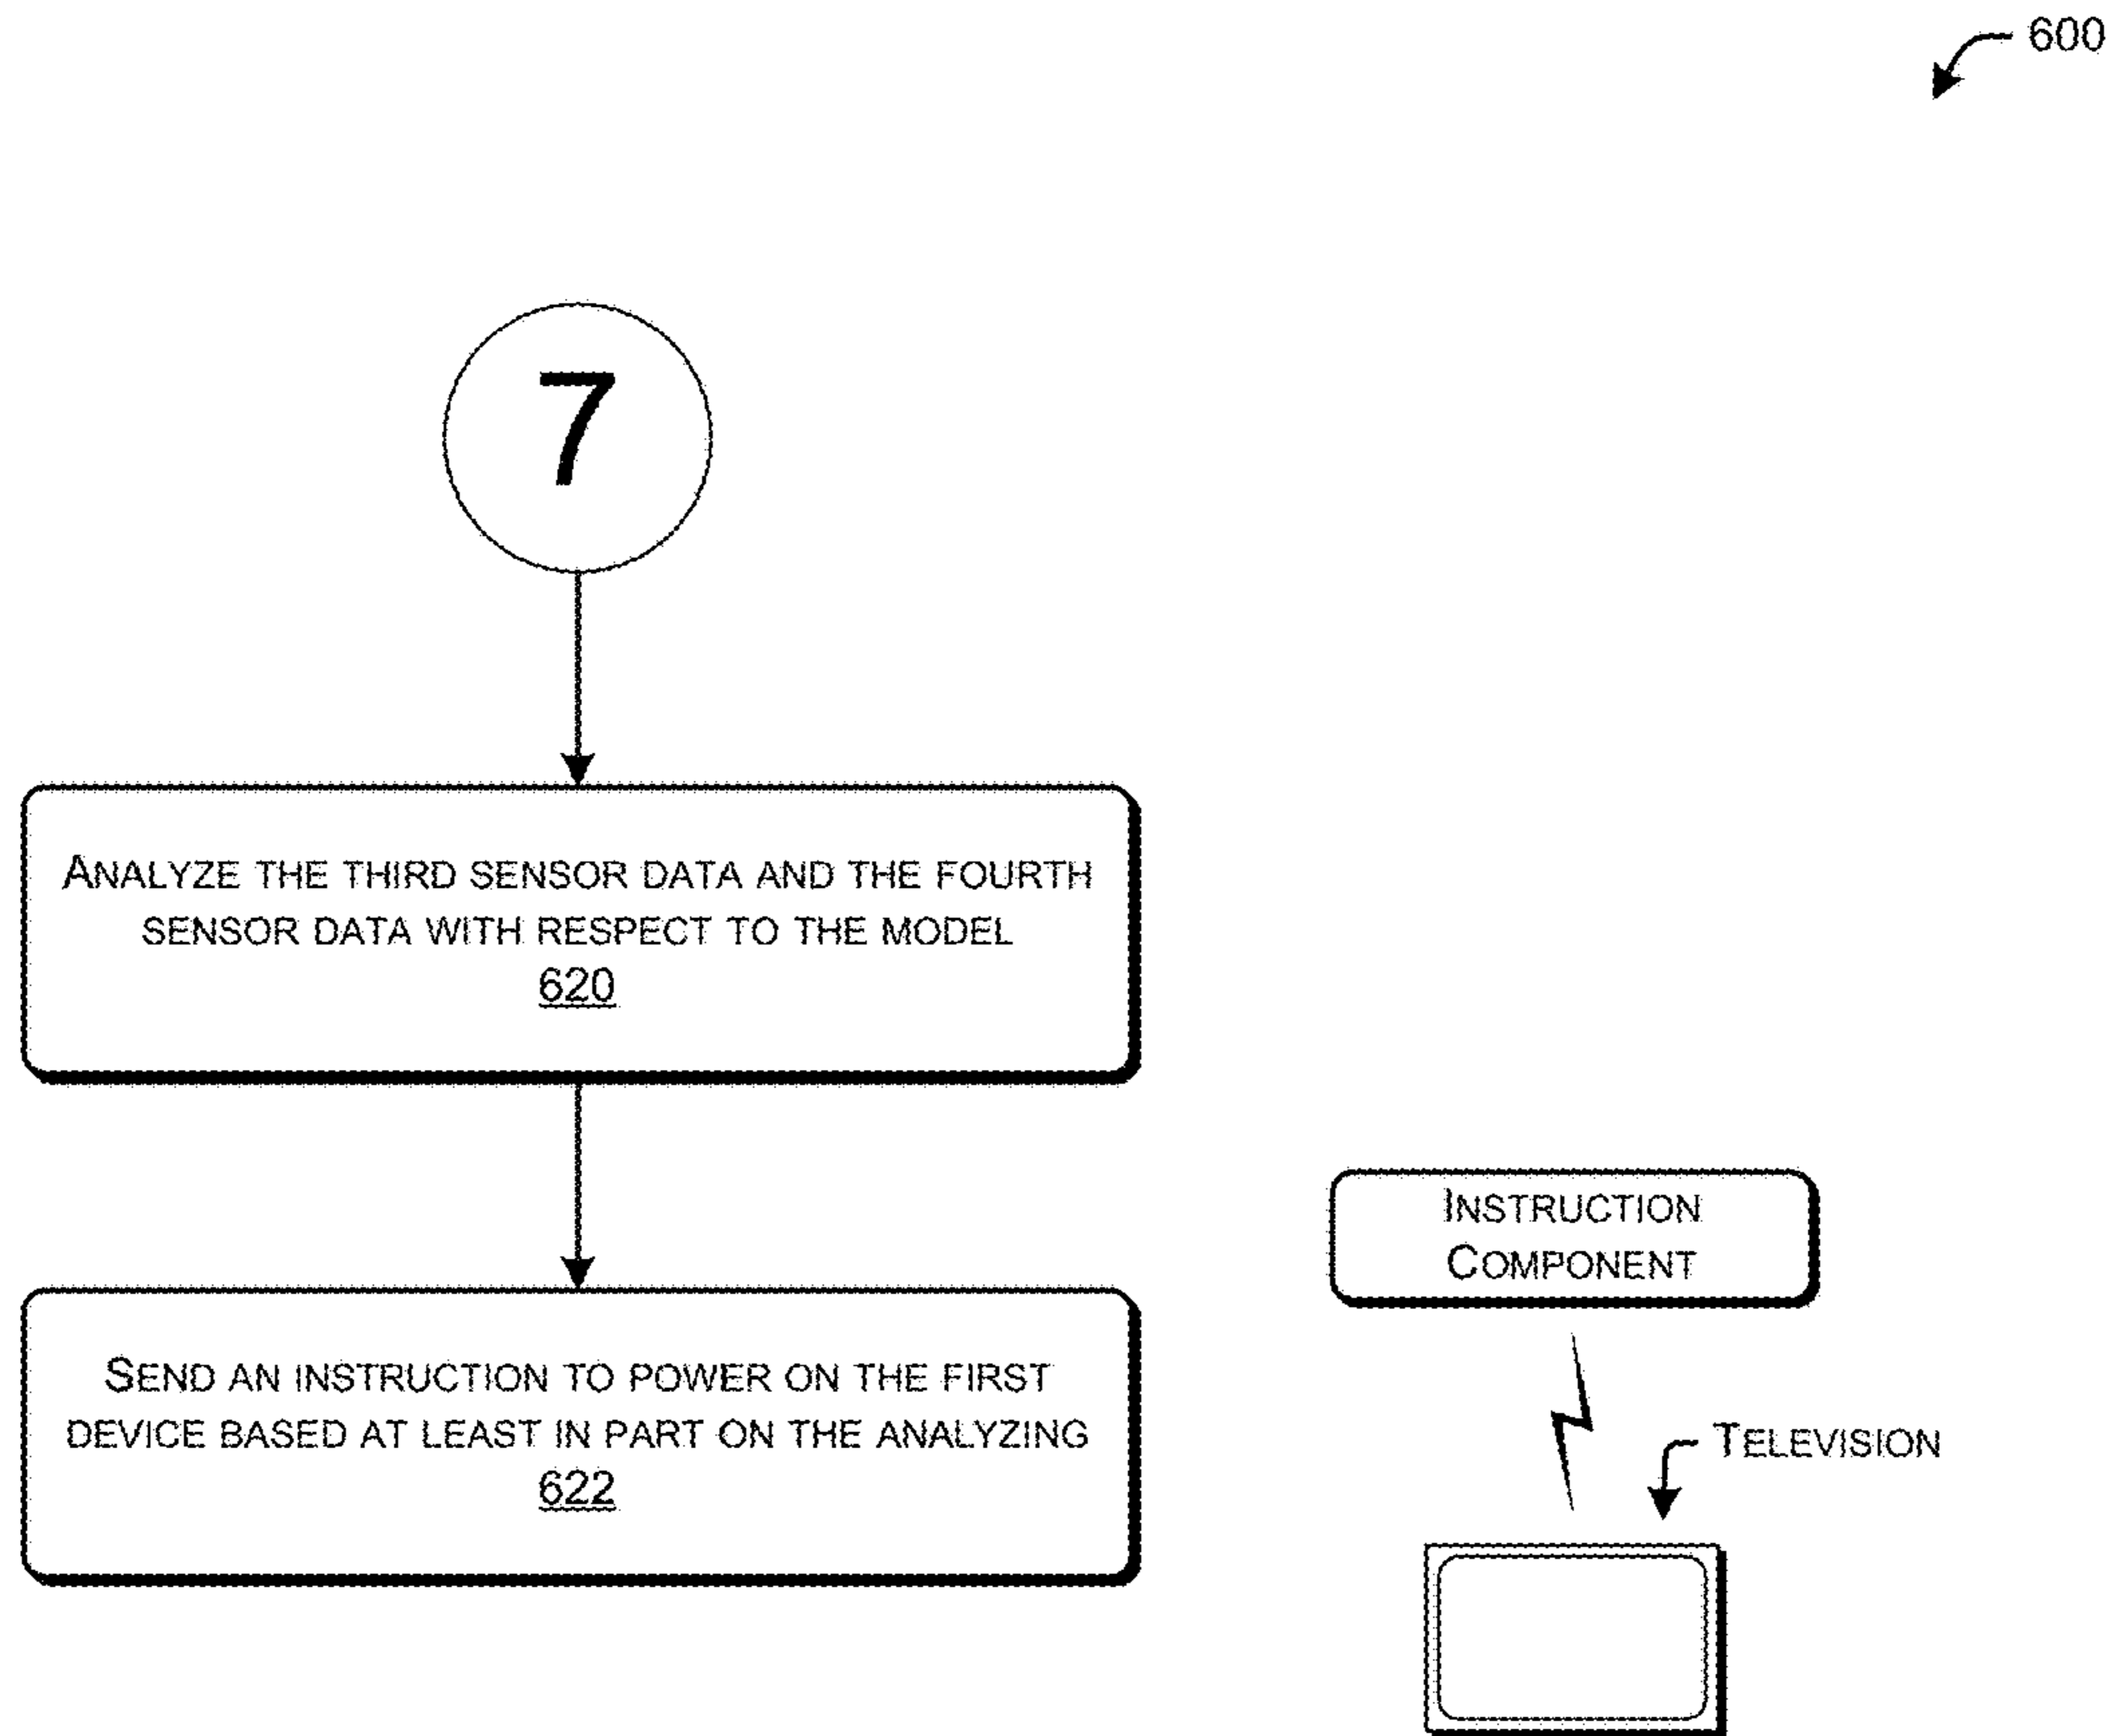 600
7
ANALYZE THE THIRD SENSOR DATA AND THE FOURTH
SENSOR DATA WITH RESPECT TO THE MODEL
620
SEND AN INSTRUCTION TO POWER ON THE FIRST
DEVICE BASED AT LEAST IN PART ON THE ANALYZING
622
INSTRUCTION
COMPONENT
TELEVISION